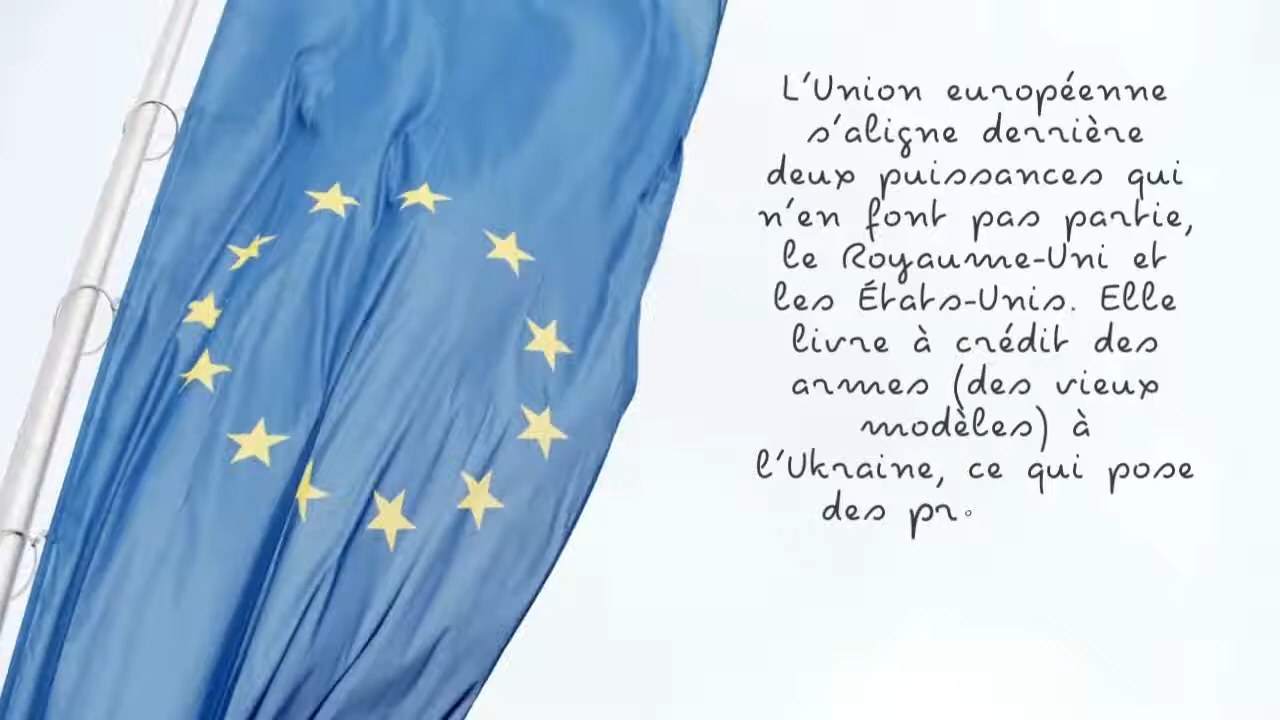 L'Union européenne
s'aligne derrière
deux puissances qui
n'en font pas partie,
le Royaume-Uni et
les États-Unis. Elle
livre à crédit des
armes (des vieux
modèles) à
l'Ukraine, ce qui pose
des pr